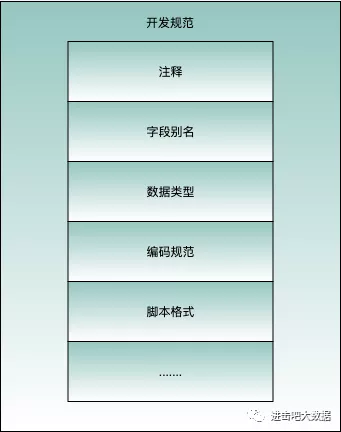 开发规范
注释
字段别名
数据类型
编码规范
脚本格式
.......
进击吧大数据